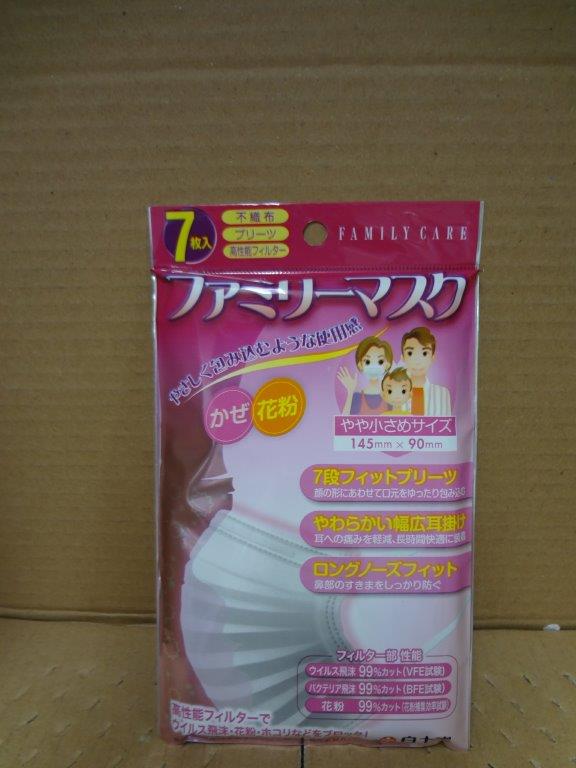 7枚入
不織布
プリーツ
高性能フィルター
FAMILY CARE
ファミリーマスク
やさしく包み込むような使用感
かぜ
花粉
やや小さめサイズ
145mm×90mm
7段フィットプリーツ
顔の形にあわせて口元をゆったり包み込む
やわらかい幅広耳掛け
耳への痛みを軽減、長時間快適に装着
ロングノーズフィット
鼻部のすきまをしっかり防ぐ
フィルター部 性能
ウイルス飛沫 99%カット(VFE試験)
バクテリア飛沫 99%カット(BFE試験)
花粉 99%カット(花粉捕集効率試験)
高性能フィルターで
ウイルス飛沫・花粉・ホコリなどをブロック!